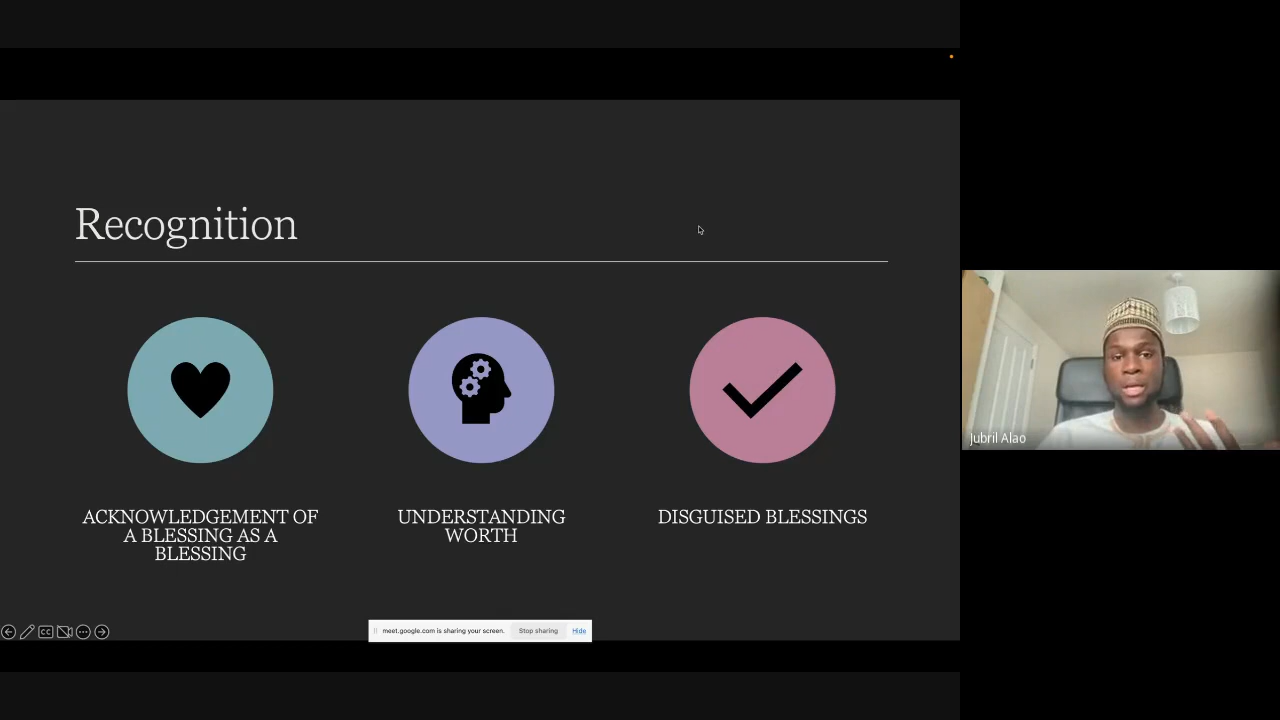 Recognition
ACKNOWLEDGEMENT OF
A BLESSING AS A
BLESSING
UNDERSTANDING
WORTH
DISGUISED BLESSINGS
Jubril Alao
CC
meet.google.com is sharing your screen.
Stop sharing
Hide